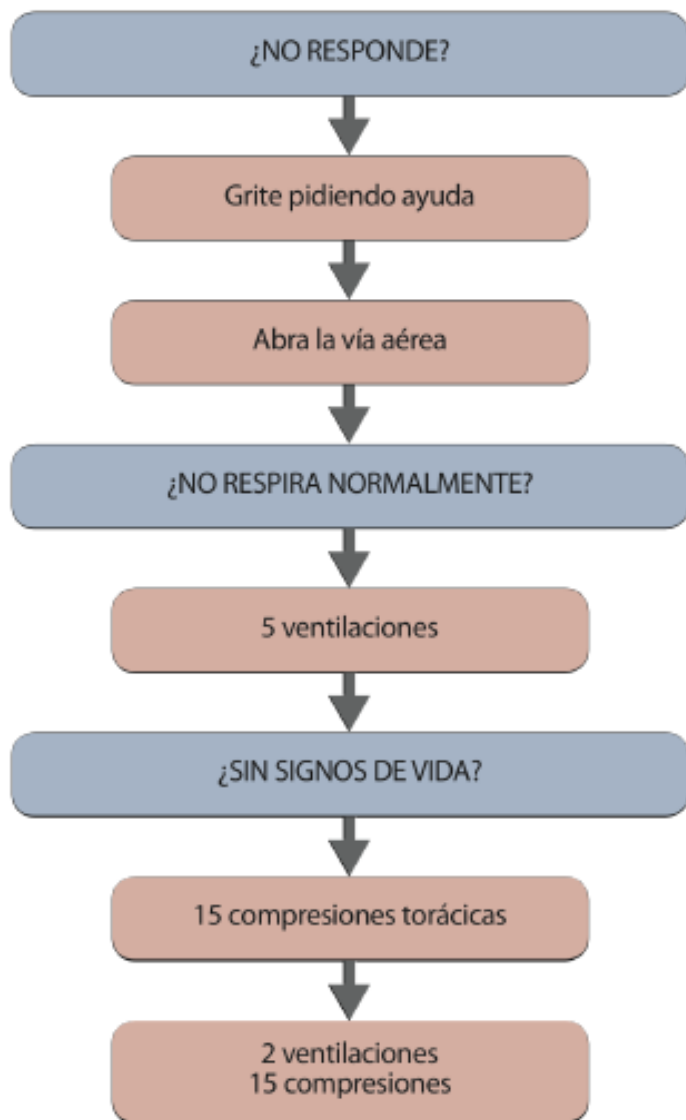 ¿NO RESPONDE?
Grite pidiendo ayuda
Abra la vía aérea
¿NO RESPIRA NORMALMENTE?
5 ventilaciones
¿SIN SIGNOS DE VIDA?
15 compresiones torácicas
2 ventilaciones
15 compresiones